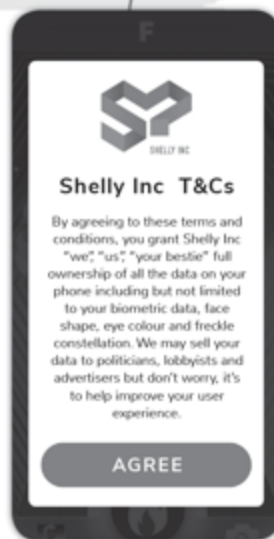 F
SHELLY INC
Shelly Inc T&Cs
By agreeing to these terms and
conditions, you grant Shelly Inc
"we", "us", "your bestie" full
ownership of all the data on your
phone including but not limited
to your biometric data, face
shape, eye colour and freckle
constellation. We may sell your
data to politicians, lobbyists and
advertisers but don't worry, it's
to help improve your user
experience.
AGREE